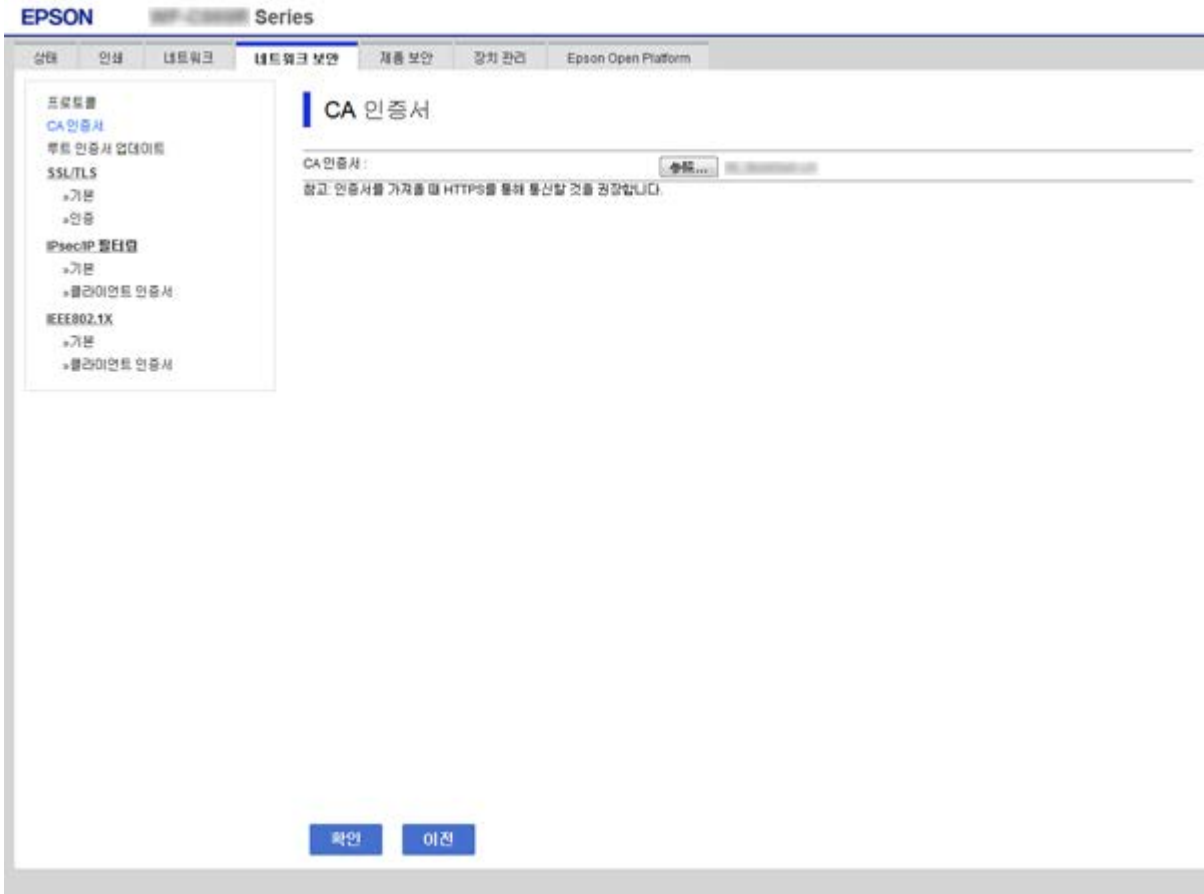 EPSON Series
상태 인쇄 네트워크 네트워크 보안 제품 보안 장치 관리 Epson Open Platform
프로토콜
CA 인증서
루트 인증서 업데이트
SSL/TLS
»기본
»인증
IPsec/IP 필터링
»기본
»클라이언트 인증서
IEEE802.1X
»기본
»클라이언트 인증서
CA 인증서
CA 인증서 : 参照...
참고: 인증서를 가져올 때 HTTPS를 통해 통신할 것을 권장합니다.
확인 이전